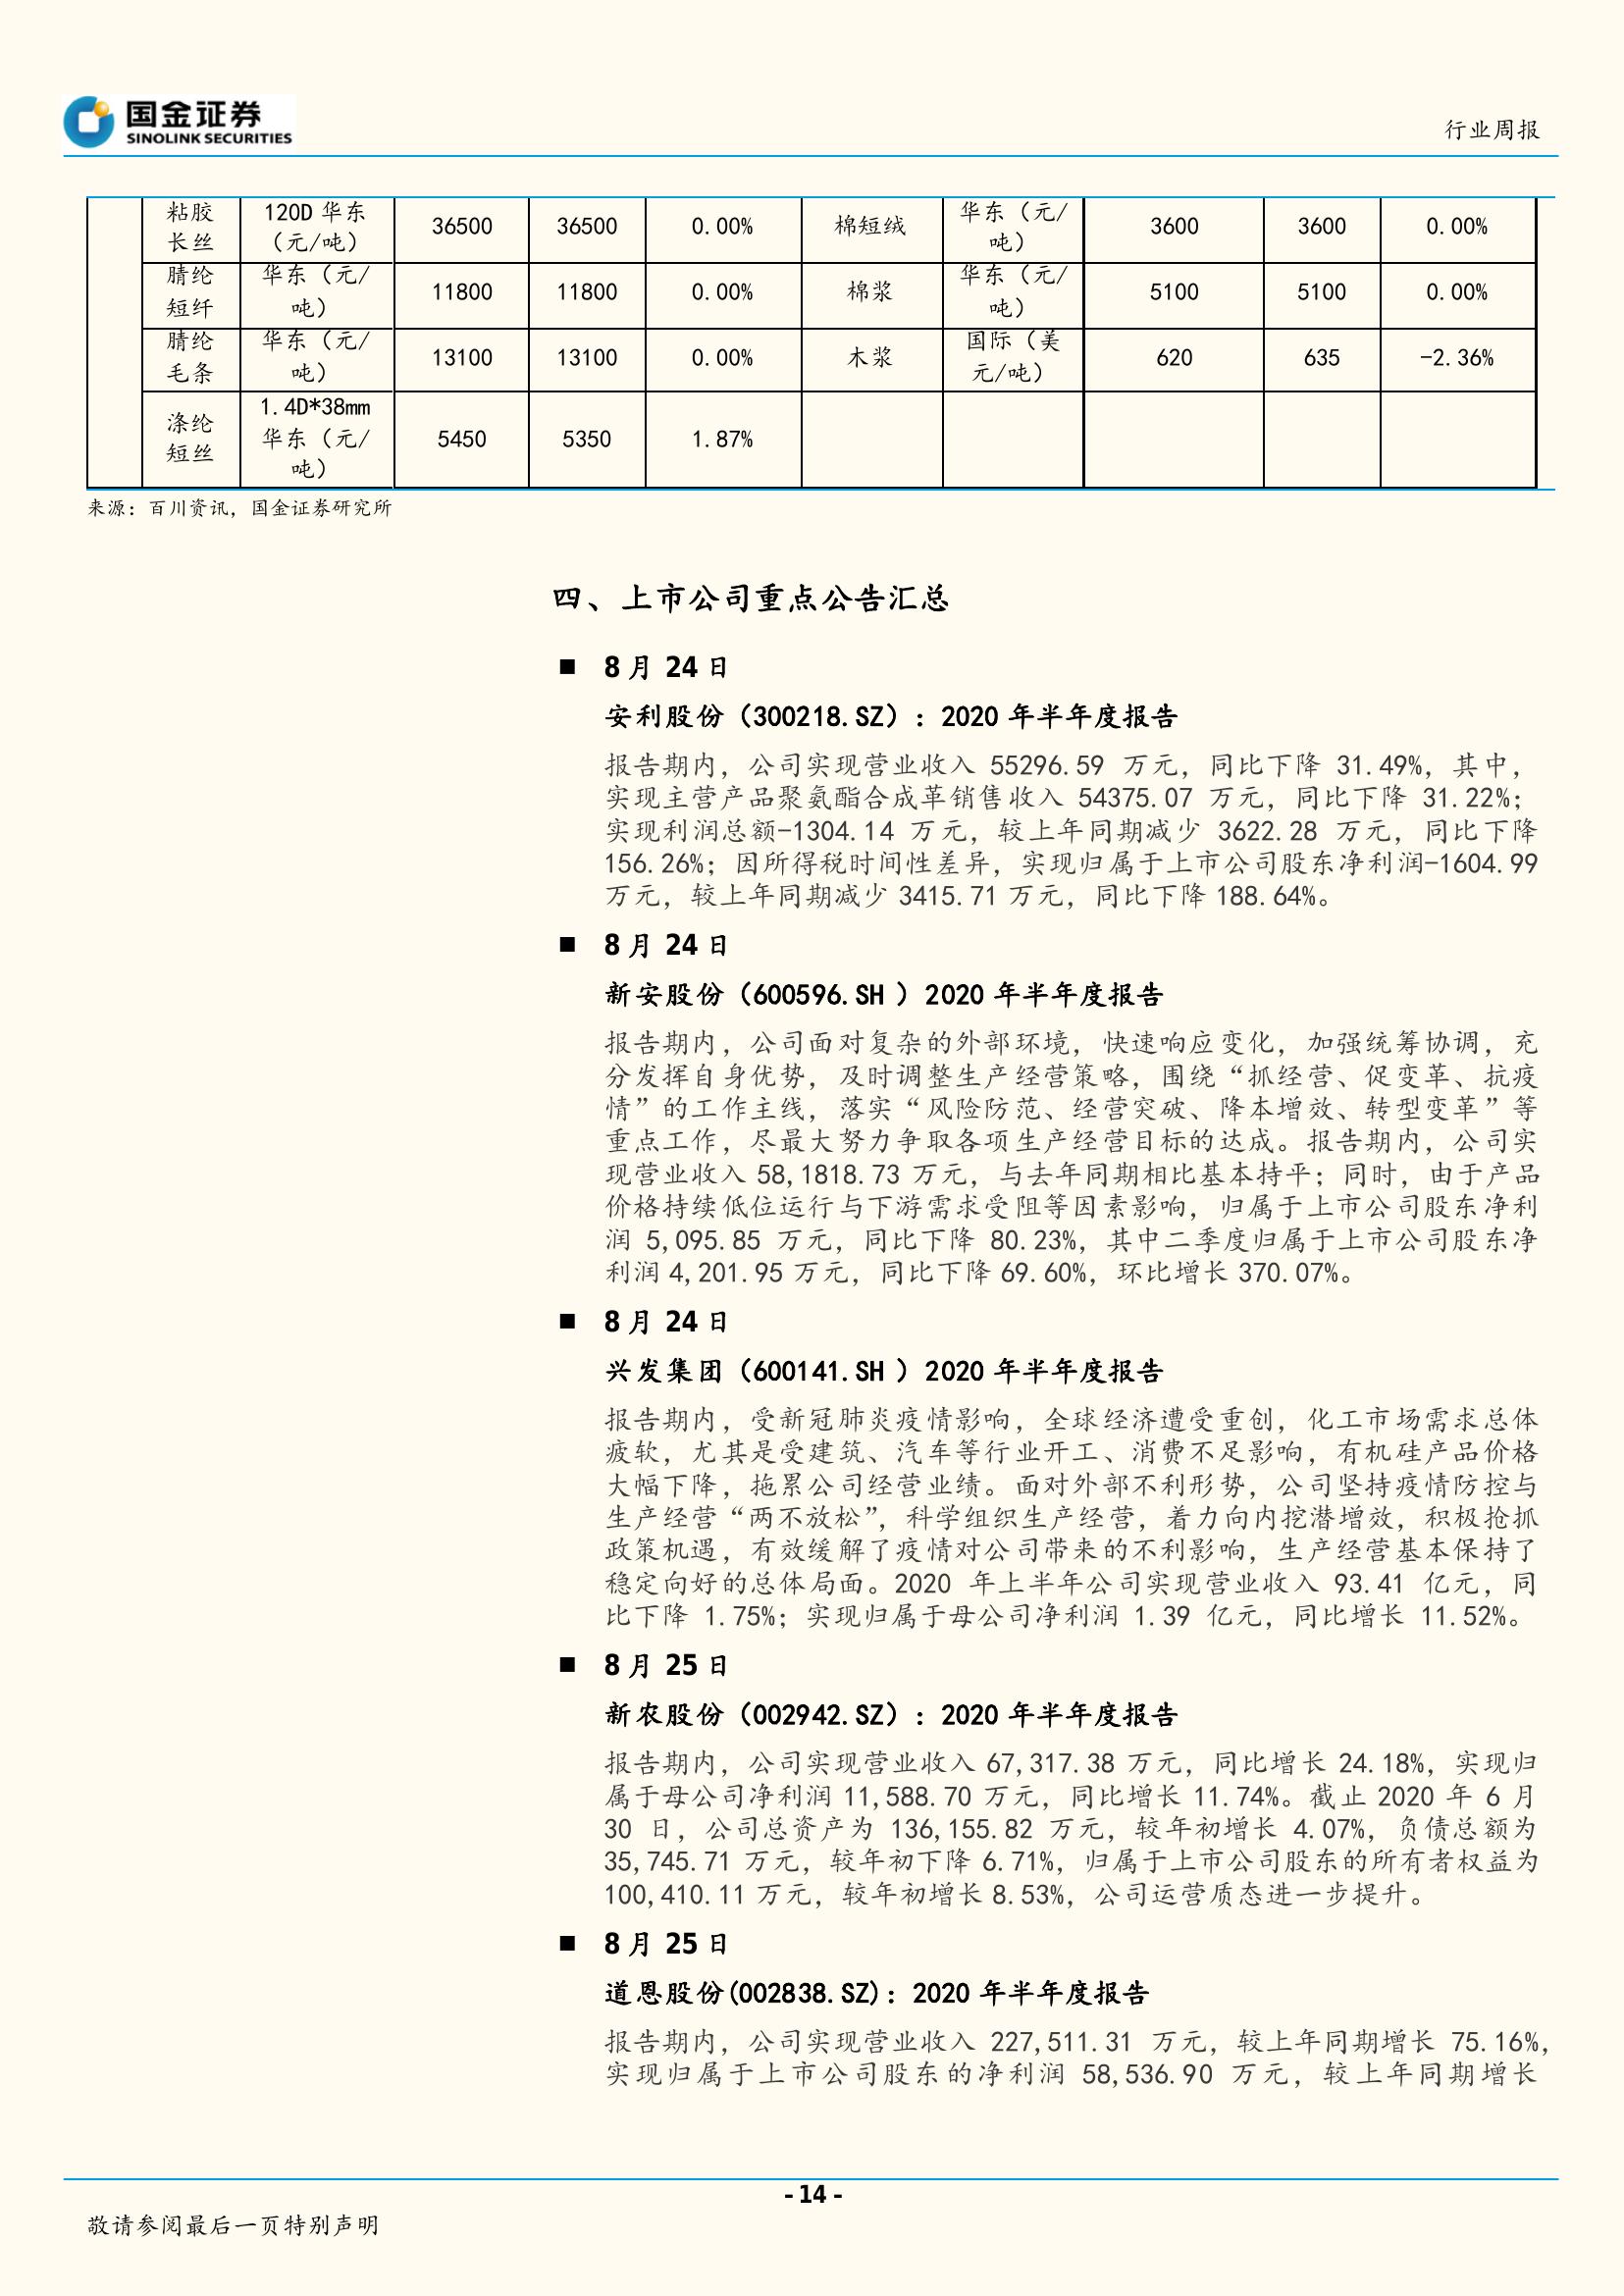 国金证券
SINOLINK SECURITIES
行业周报
粘胶长丝 120D 华东（元/吨） 36500 36500 0.00% 棉短绒 华东（元/吨） 3600 3600 0.00%
腈纶短纤 华东（元/吨） 11800 11800 0.00% 棉浆 华东（元/吨） 5100 5100 0.00%
腈纶毛条 华东（元/吨） 13100 13100 0.00% 木浆 国际（美元/吨） 620 635 -2.36%
涤纶短丝 1.4D*38mm 华东（元/吨） 5450 5350 1.87%
来源：百川资讯，国金证券研究所
四、上市公司重点公告汇总
■ 8月 24 日
安利股份（300218.SZ）：2020 年半年度报告
报告期内，公司实现营业收入 55296.59 万元，同比下降 31.49%，其中，
实现主营产品聚氨酯合成革销售收入 54375.07 万元，同比下降 31.22%；
实现利润总额-1304.14 万元，较上年同期减少 3622.28 万元，同比下降
156.26%；因所得税时间性差异，实现归属于上市公司股东净利润-1604.99
万元，较上年同期减少 3415.71 万元，同比下降 188.64%。
■ 8月 24 日
新安股份（600596.SH ）2020 年半年度报告
报告期内，公司面对复杂的外部环境，快速响应变化，加强统筹协调，充
分发挥自身优势，及时调整生产经营策略，围绕“抓经营、促变革、抗疫
情”的工作主线，落实“风险防范、经营突破、降本增效、转型变革”等
重点工作，尽最大努力争取各项生产经营目标的达成。报告期内，公司实
现营业收入 58,1818.73 万元，与去年同期相比基本持平；同时，由于产品
价格持续低位运行与下游需求受阻等因素影响，归属于上市公司股东净利
润 5,095.85 万元，同比下降 80.23%，其中二季度归属于上市公司股东净
利润 4,201.95 万元，同比下降 69.60%，环比增长 370.07%。
■ 8月 24 日
兴发集团（600141.SH ）2020 年半年度报告
报告期内，受新冠肺炎疫情影响，全球经济遭受重创，化工市场需求总体
疲软，尤其是受建筑、汽车等行业开工、消费不足影响，有机硅产品价格
大幅下降，拖累公司经营业绩。面对外部不利形势，公司坚持疫情防控与
生产经营“两不放松”，科学组织生产经营，着力向内挖潜增效，积极抢抓
政策机遇，有效缓解了疫情对公司带来的不利影响，生产经营基本保持了
稳定向好的总体局面。2020 年上半年公司实现营业收入 93.41 亿元，同
比下降 1.75%；实现归属于母公司净利润 1.39 亿元，同比增长 11.52%。
■ 8月 25 日
新农股份（002942.SZ）：2020 年半年度报告
报告期内，公司实现营业收入 67,317.38 万元，同比增长 24.18%，实现归
属于母公司净利润 11,588.70 万元，同比增长 11.74%。截止 2020 年 6 月
30 日，公司总资产为 136,155.82 万元，较年初增长 4.07%，负债总额为
35,745.71 万元，较年初下降 6.71%，归属于上市公司股东的所有者权益为
100,410.11 万元，较年初增长 8.53%，公司运营质态进一步提升。
■ 8月 25 日
道恩股份(002838.SZ)：2020 年半年度报告
报告期内，公司实现营业收入 227,511.31 万元，较上年同期增长 75.16%，
实现归属于上市公司股东的净利润 58,536.90 万元，较上年同期增长
- 14 -
敬请参阅最后一页特别声明